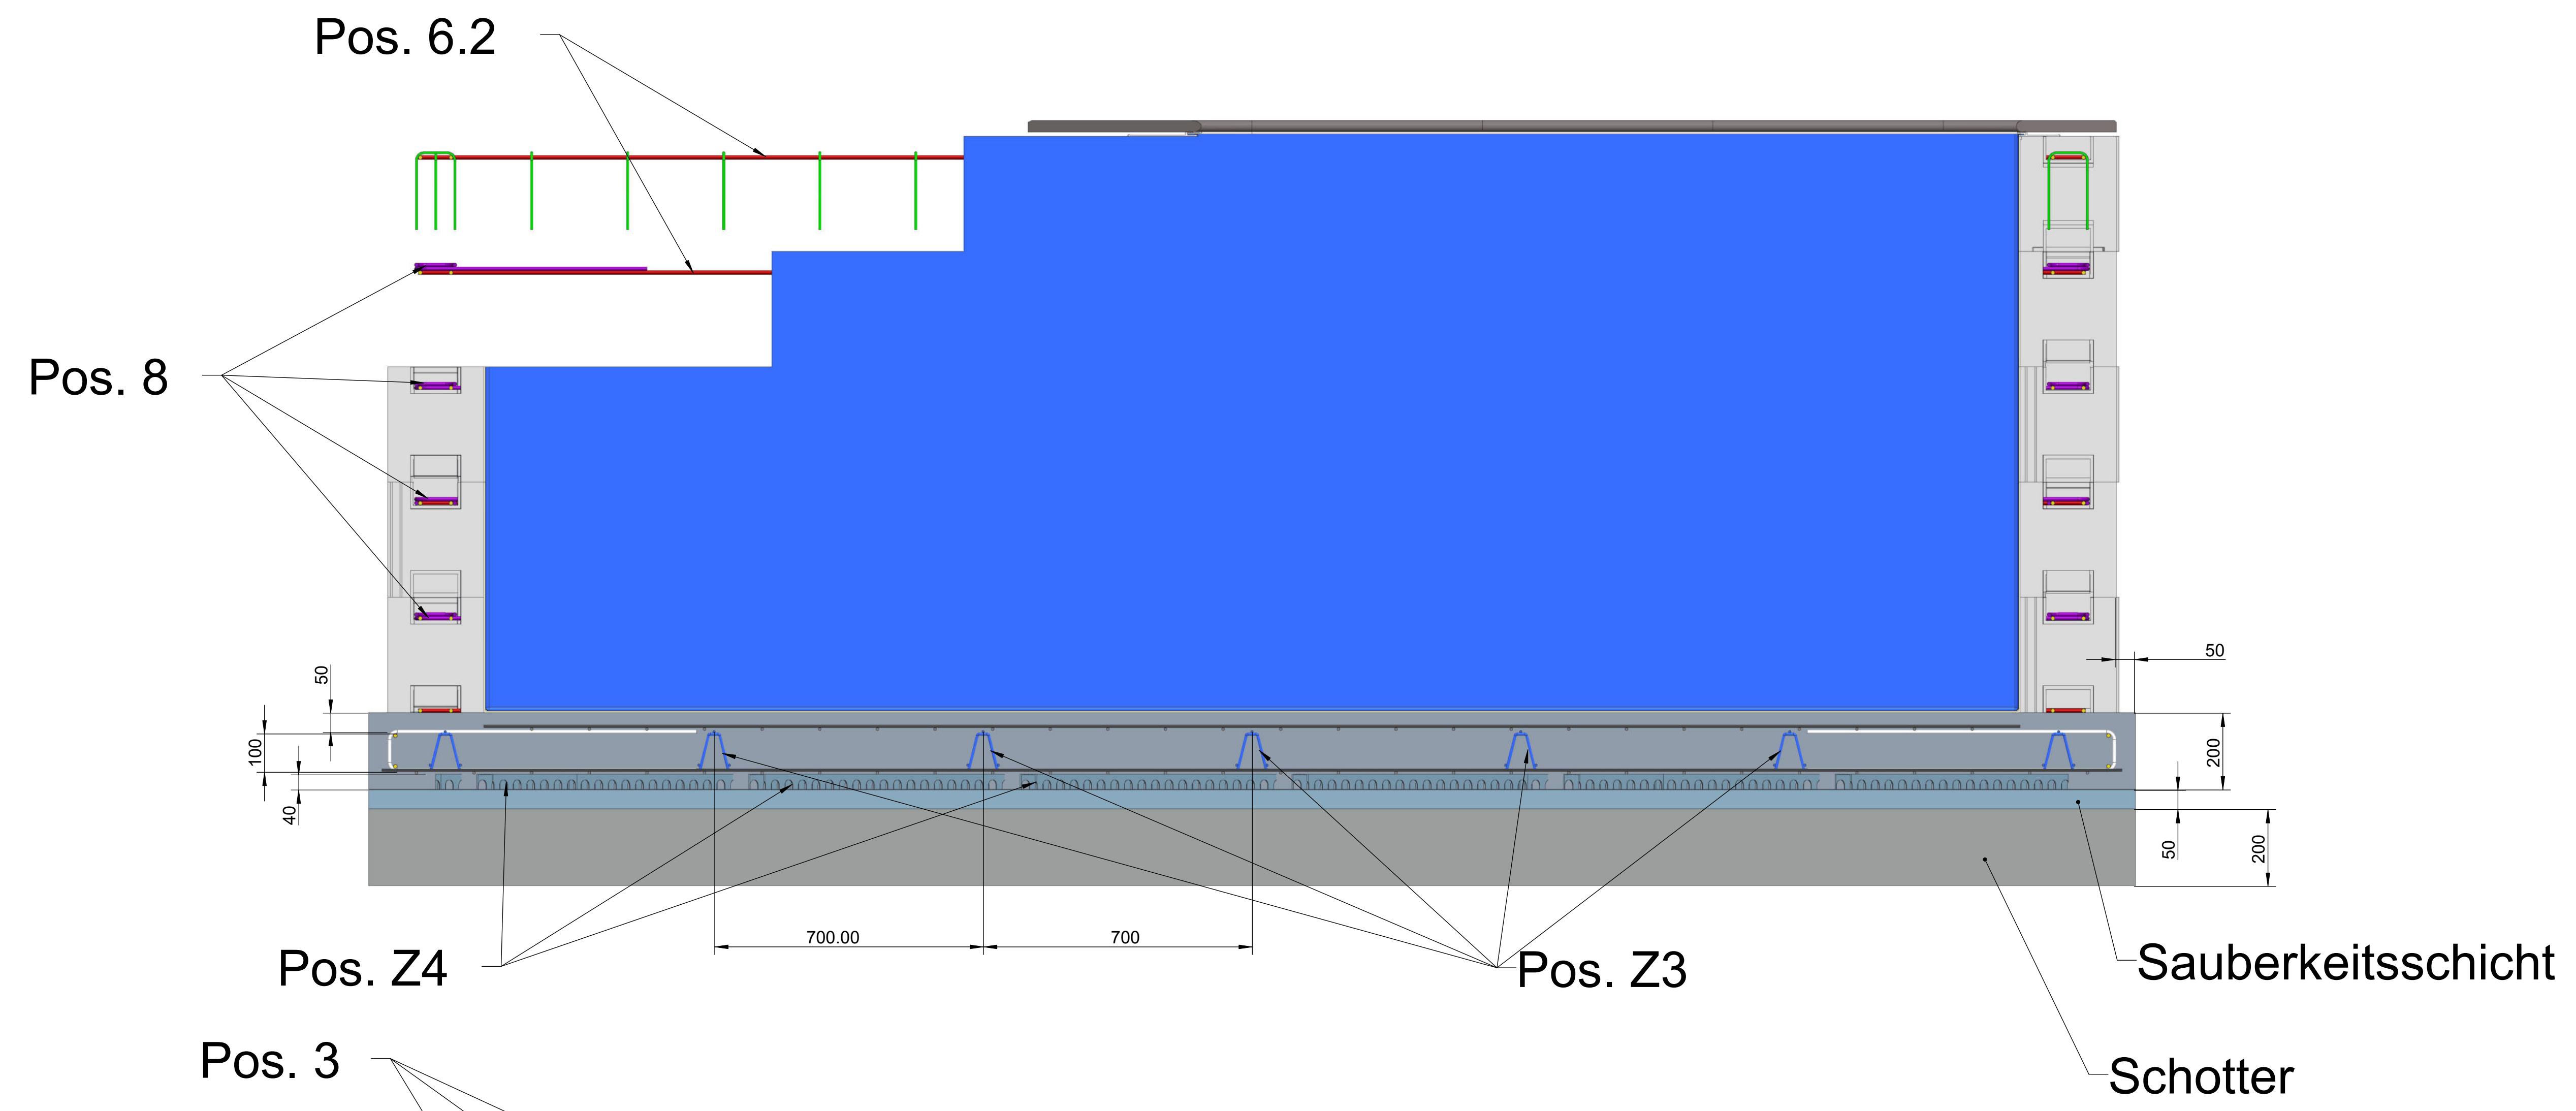 Pos. 6.2
Pos. 8
50
50
100
200
40
50
200
700.00
700
Pos. Z4
Pos. Z3
Sauberkeitsschicht
Pos. 3
Schotter